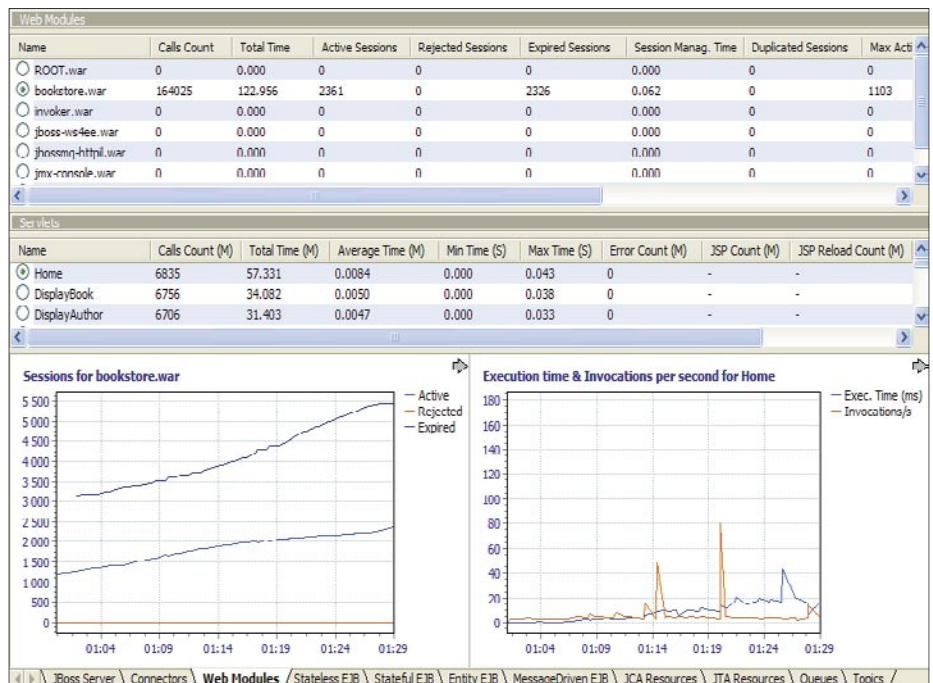 Web Modules
Name Calls Count Total Time Active Sessions Rejected Sessions Expired Sessions Session Manag. Time Duplicated Sessions Max Acti
ROOT.war 0 0.000 0 0 0 0.000 0 0
bookstore.war 164025 122.956 2361 0 2326 0.062 0 1103
invoker.war 0 0.000 0 0 0 0.000 0 0
jboss-ws4ee.war 0 0.000 0 0 0 0.000 0 0
jbossmq-httpil.war 0 0.000 0 0 0 0.000 0 0
jmx-console.war 0 0.000 0 0 0 0.000 0 0
Servlets
Name Calls Count (M) Total Time (M) Average Time (M) Min Time (S) Max Time (S) Error Count (M) JSP Count (M) JSP Reload Count (M)
Home 6835 57.331 0.0084 0.000 0.043 0 - -
DisplayBook 6756 34.082 0.0050 0.000 0.038 0 - -
DisplayAuthor 6706 31.403 0.0047 0.000 0.033 0 - -
Sessions for bookstore.war
5 500
5 000
4 500
4 000
3 500
3 000
2 500
2 000
1 500
1 000
500
0
01:04 01:09 01:14 01:19 01:24 01:29
Active
Rejected
Expired
Execution time & Invocations per second for Home
180
160
140
120
100
80
60
40
20
0
01:04 01:09 01:14 01:19 01:24 01:29
Exec. Time (ms)
Invocations/s
JBoss Server Connectors Web Modules Stateless EJB Stateful EJB Entity EJB MessageDriven EJB JCA Resources JTA Resources Queues Topics